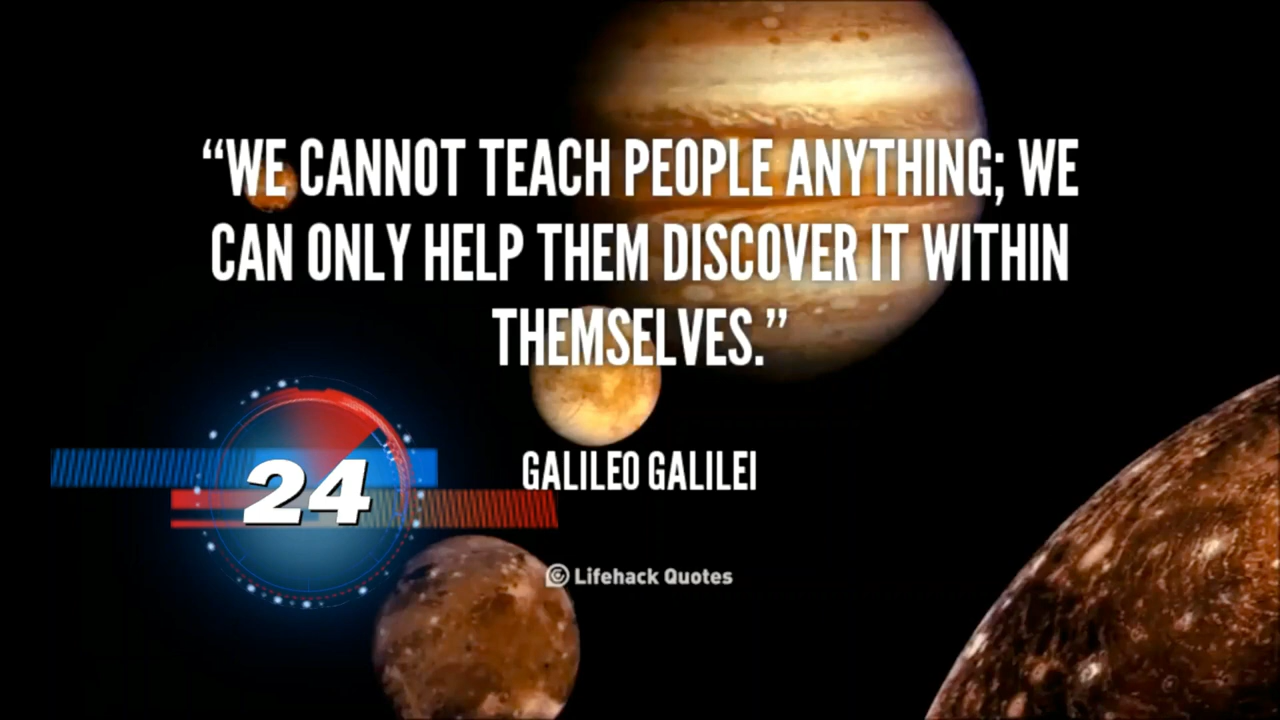 “WE CANNOT TEACH PEOPLE ANYTHING; WE
CAN ONLY HELP THEM DISCOVER IT WITHIN
THEMSELVES.”
GALILEO GALILEI
24
Lifehack Quotes